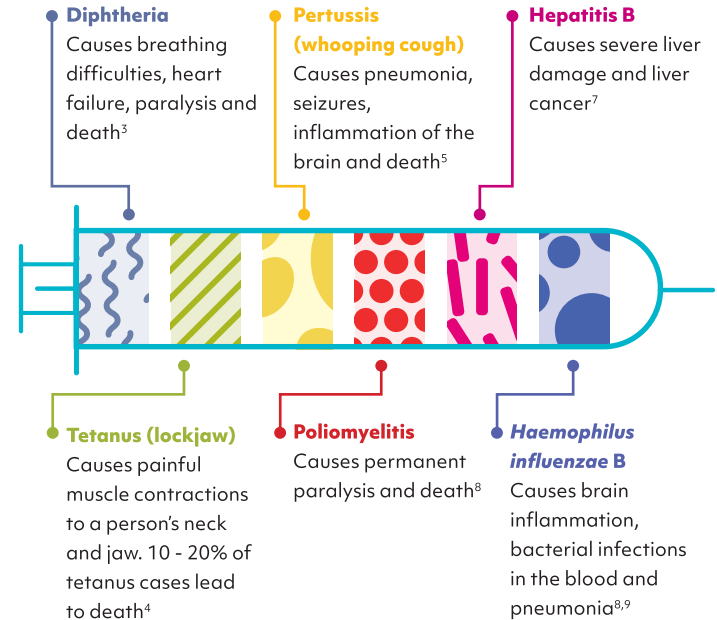 Diphtheria
Causes breathing
difficulties, heart
failure, paralysis and
death3
Pertussis
(whooping cough)
Causes pneumonia,
seizures,
inflammation of the
brain and death5
Hepatitis B
Causes severe liver
damage and liver
cancer7
Tetanus (lockjaw)
Causes painful
muscle contractions
to a person’s neck
and jaw. 10 - 20% of
tetanus cases lead
to death4
Poliomyelitis
Causes permanent
paralysis and death8
Haemophilus
influenzae B
Causes brain
inflammation,
bacterial infections
in the blood and
pneumonia8,9